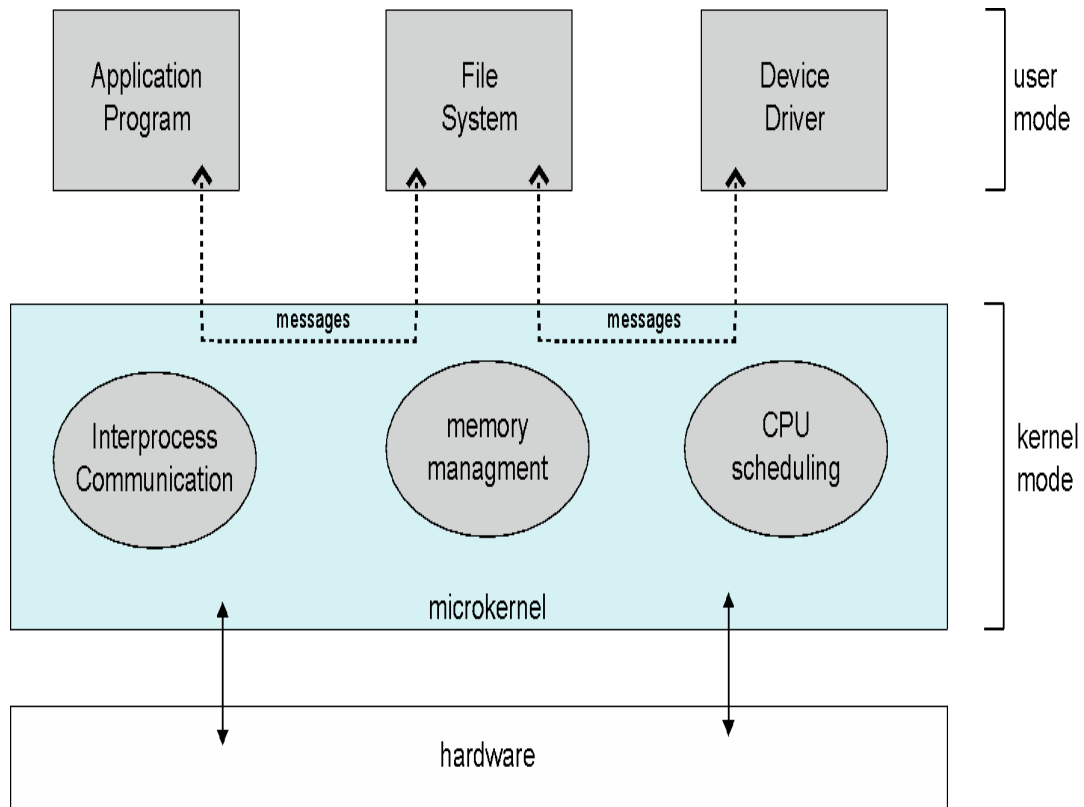 Application
Program
File
System
Device
Driver
user
mode
messages
messages
Interprocess
Communication
memory
managment
CPU
scheduling
kernel
mode
microkernel
hardware